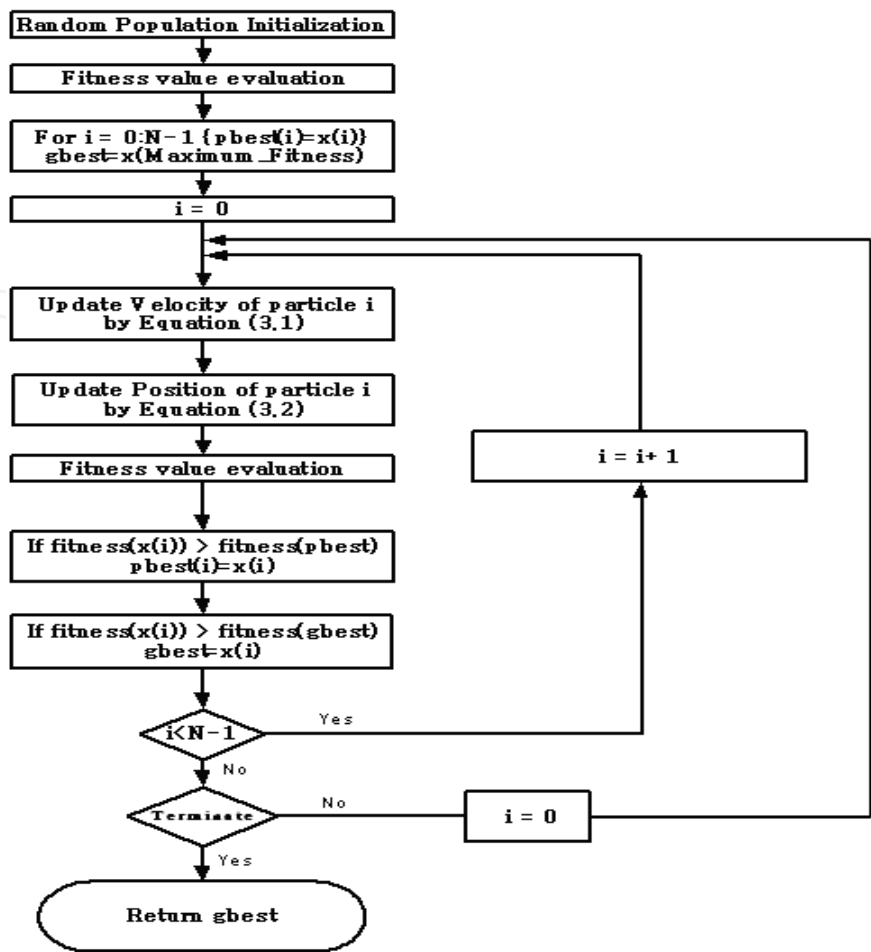 Random Population Initialization
Fitness value evaluation
For i = 0:N-1 {pbest(i)=x(i)}
gbest=x(Maximum_Fitness)
i = 0
Update Velocity of particle i
by Equation (3.1)
Update Position of particle i
by Equation (3.2)
Fitness value evaluation
i = i+ 1
If fitness(x(i)) > fitness(pbest)
pbest(i)=x(i)
If fitness(x(i)) > fitness(gbest)
gbest=x(i)
i<N-1
Yes
No
Terminate
No
i = 0
Yes
Return gbest